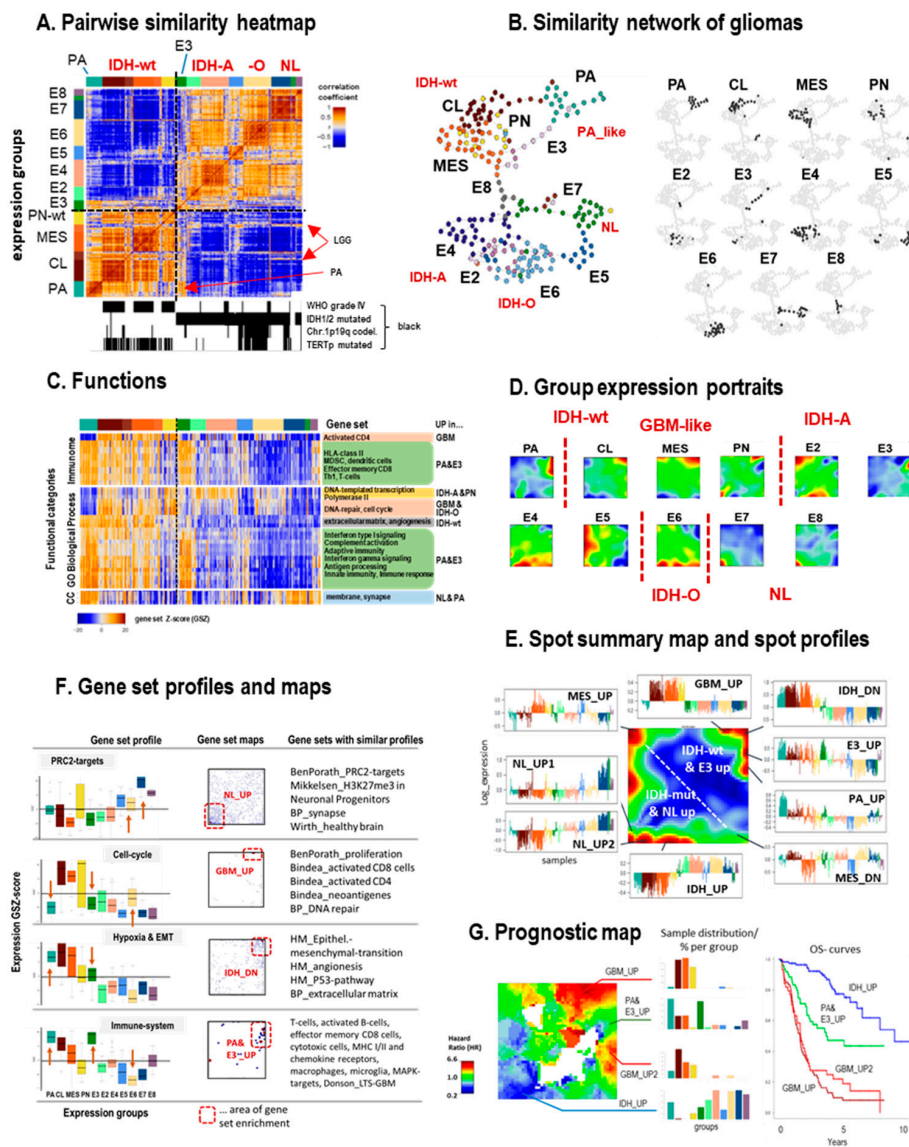 A. Pairwise similarity heatmap
PA
IDH-wt
E3
IDH-A
-O
NL
correlation
coefficient
1
0
-1
expression groups
E8
E7
E6
E5
E4
E2
E3
PN-wt
MES
CL
PA
LGG
PA
WHO grade IV
IDH1/2 mutated
Chr.1p19q codel.
TERTp mutated
black
B. Similarity network of gliomas
IDH-wt
CL
PA
PN
PA_like
MES
E3
E8
E7
NL
E4
IDH-A
E2
IDH-O
E6
E5
PA
CL
MES
PN
E2
E3
E4
E5
E6
E7
E8
C. Functions
Functional categories
Immunome
GO Biological Process
CC
Gene set
UP in...
Activated CD4
GBM
HLA-class II
MDSC, dendritic cells
Effector memory CD8
Th1, T-cells
PA&E3
DNA-templated transcription
Polymerase II
IDH-A &PN
DNA-repair, cell cycle
GBM &
IDH-O
extracellular matrix, angiogenesis
IDH-wt
Interferon type I signaling
Complement activation
Adaptive immunity
Interferon gamma signaling
Antigen processing
Innate immunity, Immune response
PA&E3
membrane, synapse
NL & PA
-20
0
20
gene set Z-score (GSZ)
D. Group expression portraits
IDH-wt
GBM-like
IDH-A
PA
CL
MES
PN
E2
E3
E4
E5
E6
E7
E8
IDH-O
NL
E. Spot summary map and spot profiles
MES_UP
GBM_UP
IDH_DN
NL_UP1
E3_UP
PA_UP
NL_UP2
IDH_UP
MES_DN
IDH-wt
& E3 up
IDH-mut
& NL up
Log_expression
samples
F. Gene set profiles and maps
Gene set profile
Gene set maps
Gene sets with similar profiles
Expression GSZ-score
PRC2-targets
NL_UP
BenPorath_PRC2-targets
Mikkelsen_H3K27me3 in
Neuronal Progenitors
BP_synapse
Wirth_healthy brain
Cell-cycle
GBM_UP
BenPorath_proliferation
Bindea_activated CD8 cells
Bindea_activated CD4
Bindea_neoantigens
BP_DNA repair
Hypoxia & EMT
IDH_DN
HM_Epithel.-
mesenchymal-transition
HM_angionesis
HM_P53-pathway
BP_extracellular matrix
Immune-system
PA&
E3_UP
T-cells, activated B-cells,
effector memory CD8 cells,
cytotoxic cells, MHC I/II and
chemokine receptors,
macrophages, microglia, MAPK-
targets, Donson_LTS-GBM
PA CL MES PN E3 E2 E4 E5 E6 E7 E8
Expression groups
... area of gene
set enrichment
G. Prognostic map
Sample distribution/
% per group
OS- curves
Hazard
Ratio (HR)
6.6
1.0
0.2
GBM_UP
PA&
E3_UP
GBM_UP2
IDH_UP
groups
IDH_UP
PA&
E3_UP
GBM_UP2
GBM_UP
0.0
0.2
0.4
0.6
0.8
1.0
0
5
10
Years